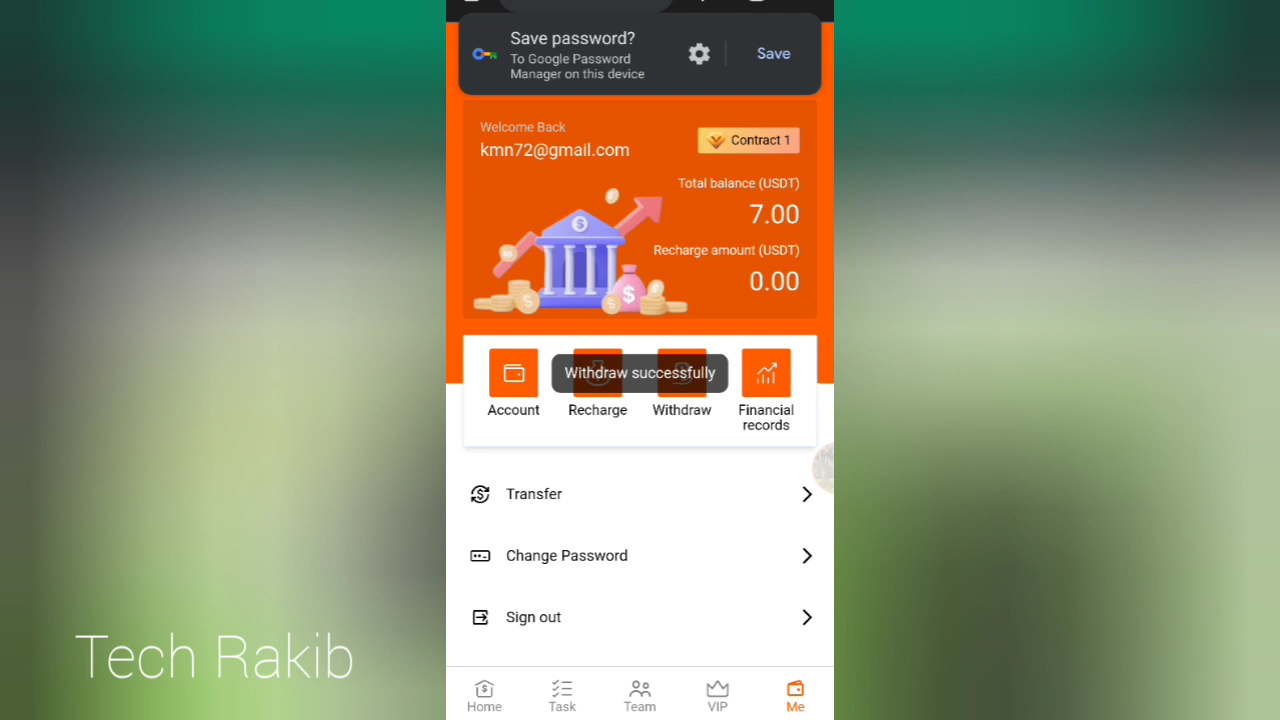 Save password?
To Google Password
Manager on this device
Save
Welcome Back
kmn72@gmail.com
Contract 1
Total balance (USDT)
7.00
Recharge amount (USDT)
0.00
Withdraw successfully
Account
Recharge
Withdraw
Financial
records
Transfer
Change Password
Sign out
Tech Rakib
Home
Task
Team
VIP
Me